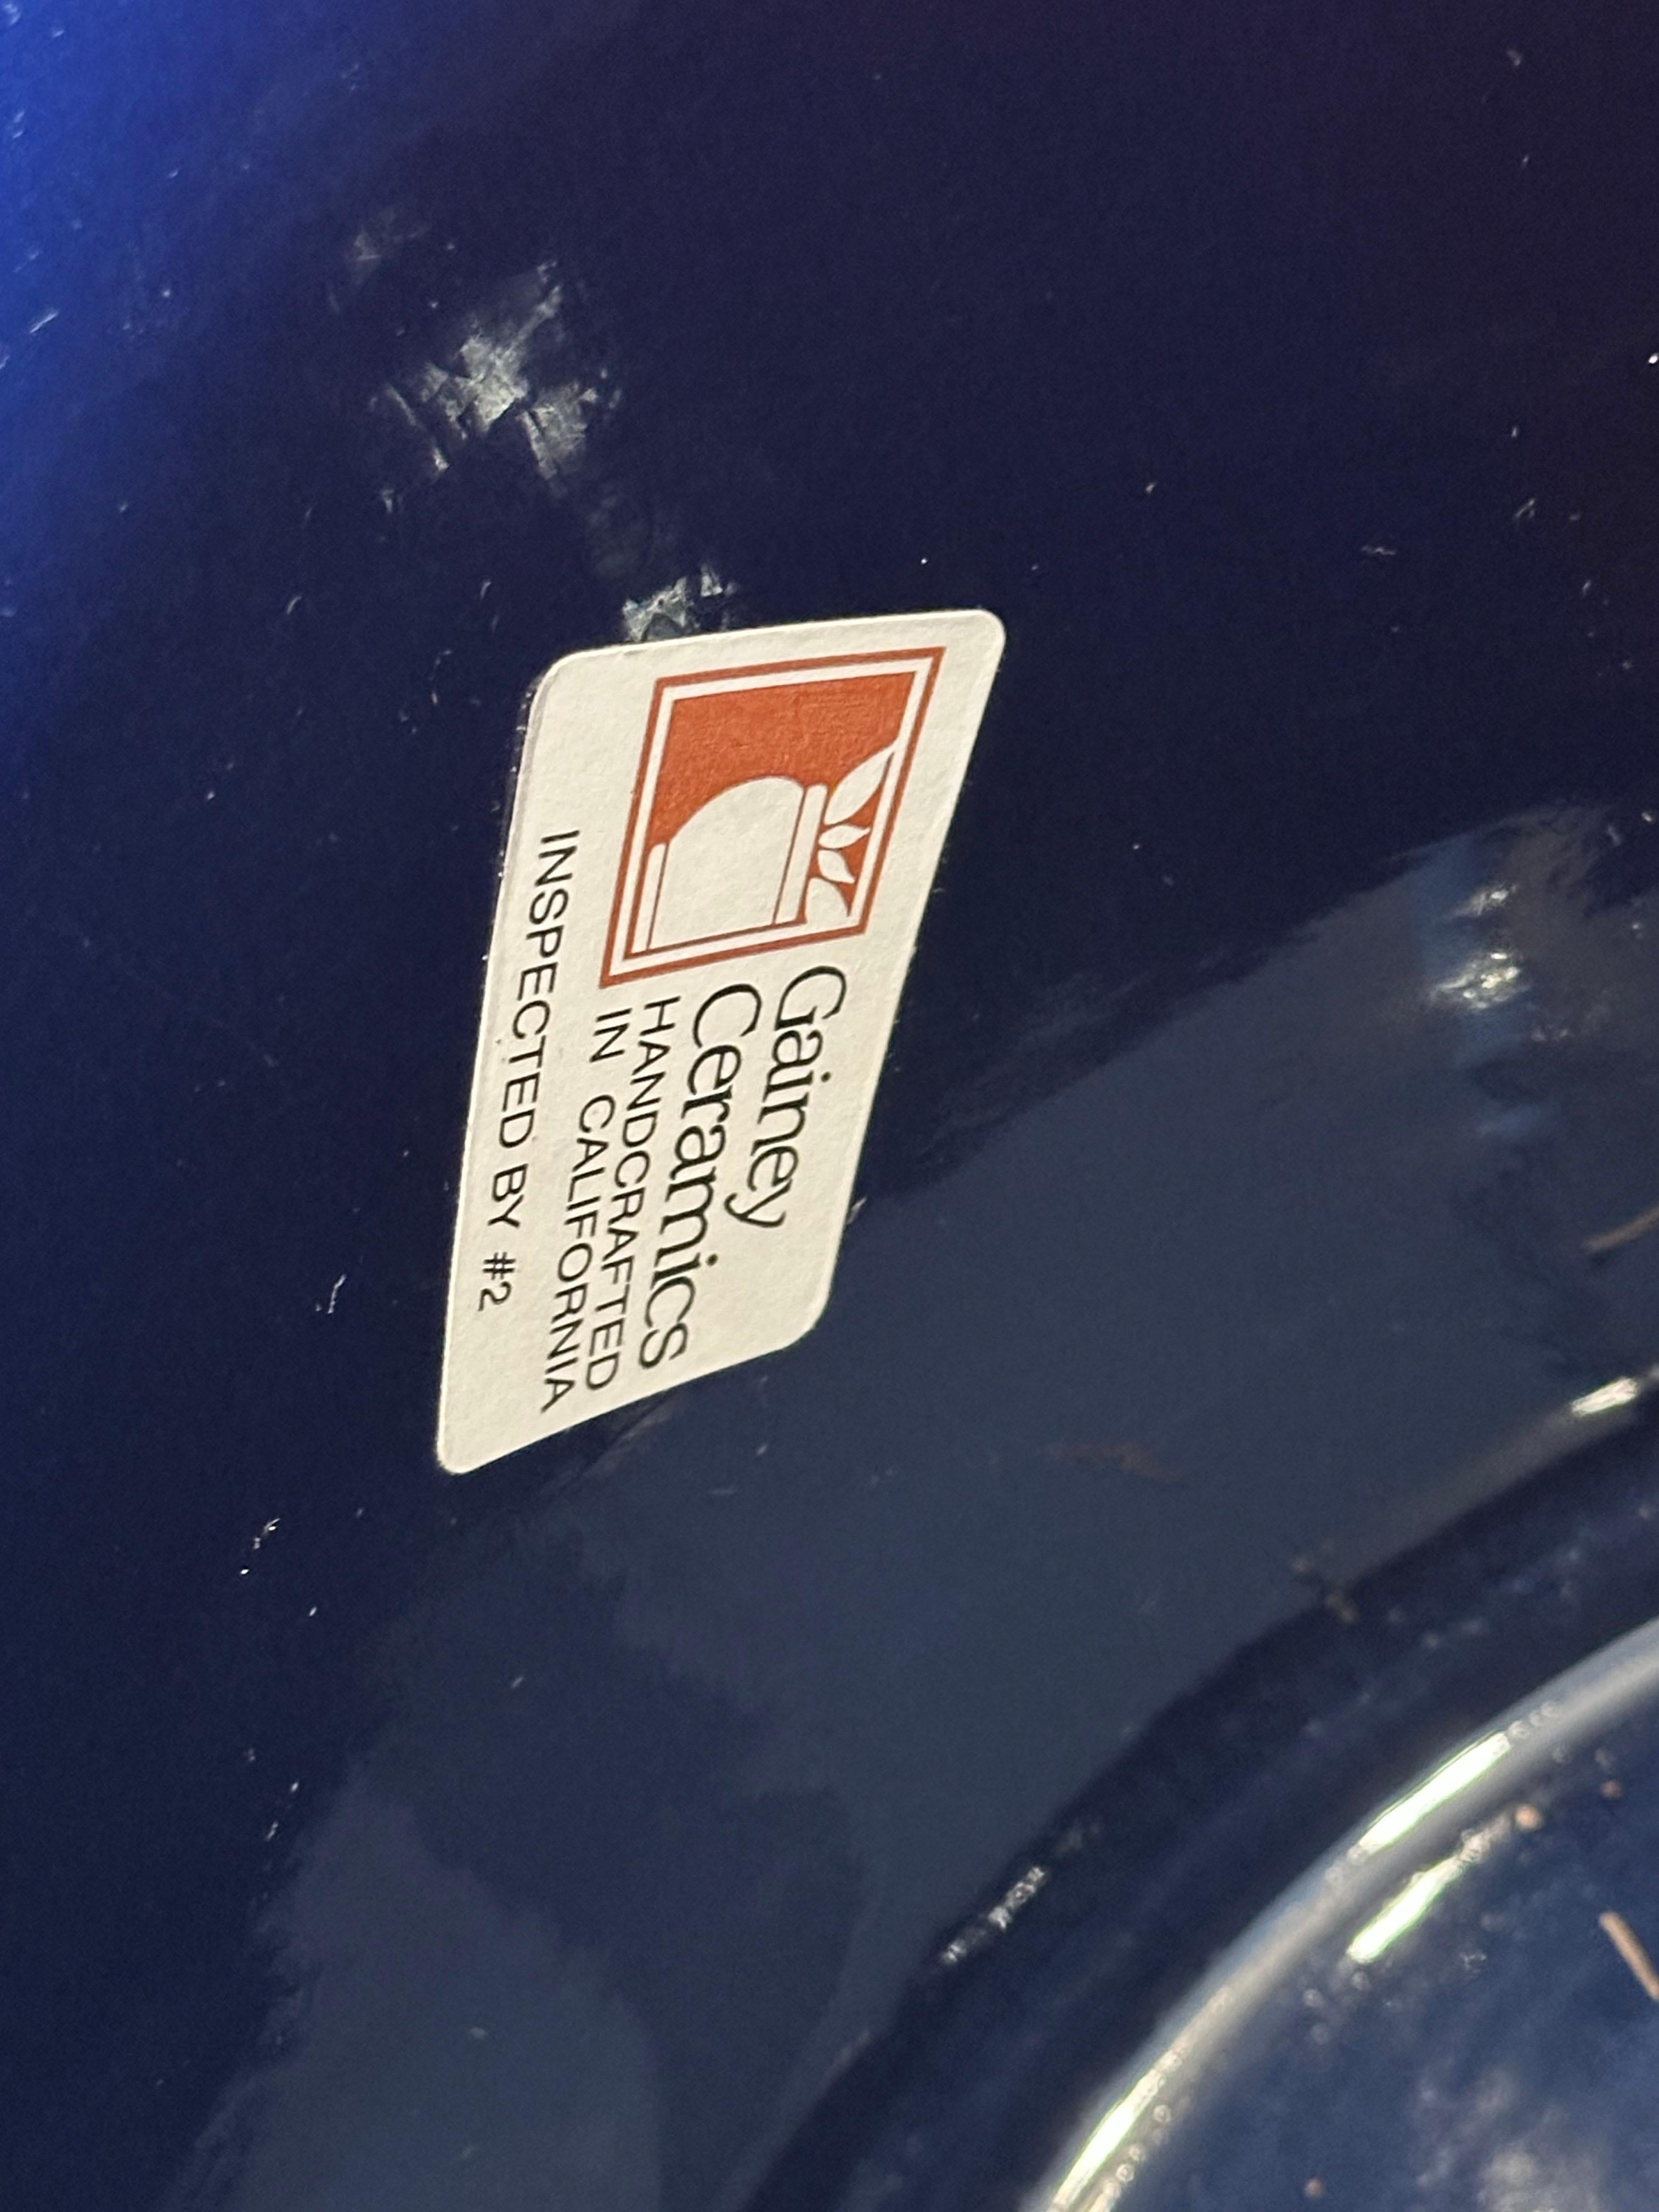 Gainey
Ceramics
HANDCRAFTED
IN CALIFORNIA
INSPECTED BY #2